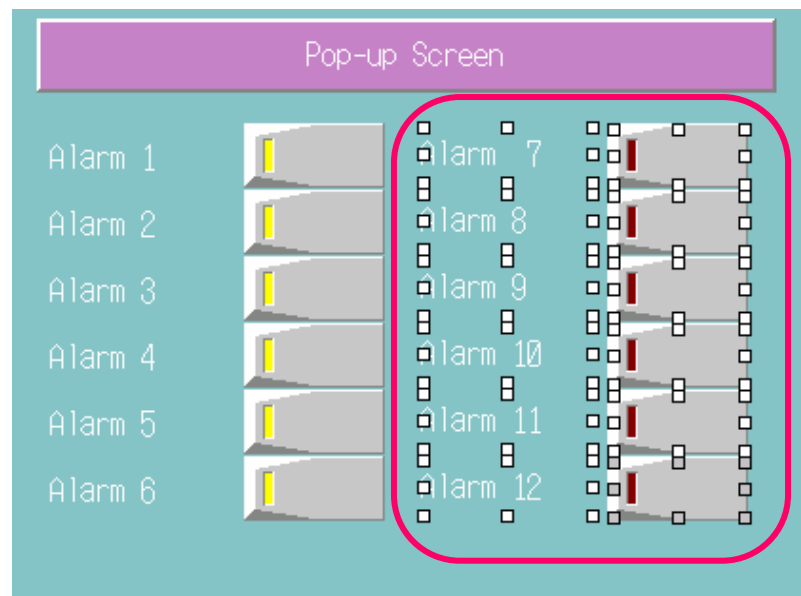 Pop-up Screen
Alarm 1
Alarm 2
Alarm 3
Alarm 4
Alarm 5
Alarm 6
Alarm 7
Alarm 8
Alarm 9
Alarm 10
Alarm 11
Alarm 12